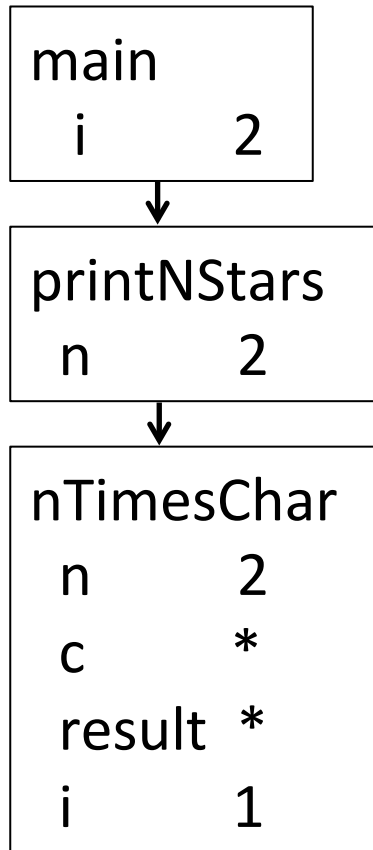 main
i 2
printNStars
n 2
nTimesChar
n 2
c *
result *
i 1